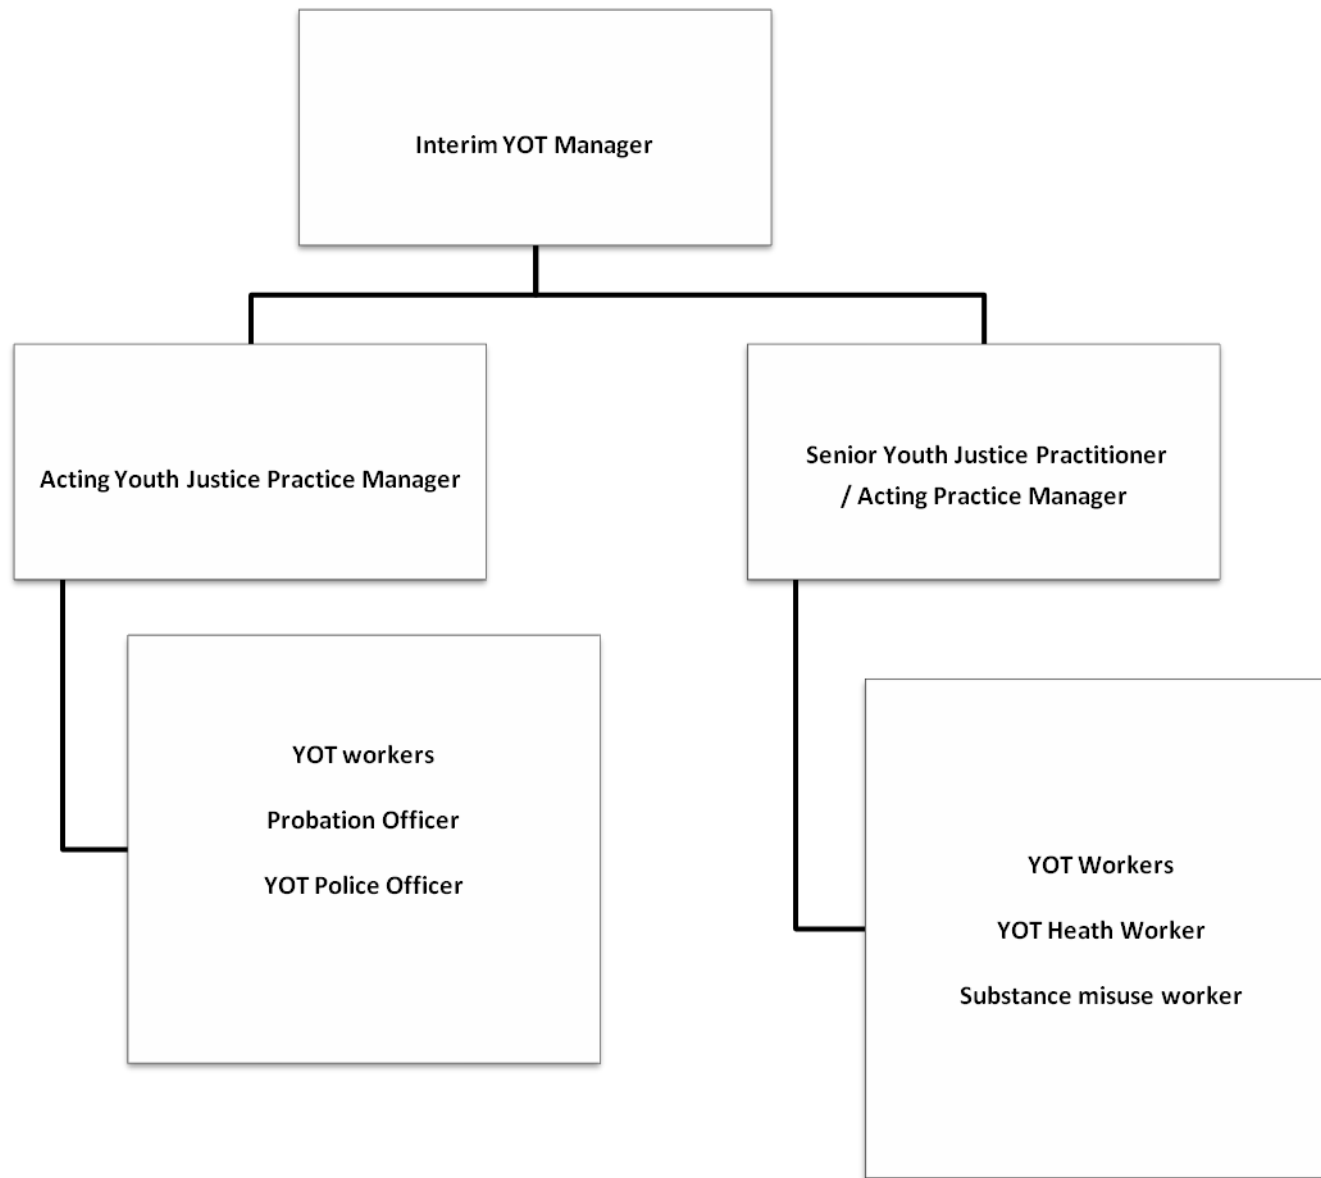 Interim YOT Manager
Acting Youth Justice Practice Manager
Senior Youth Justice Practitioner
/ Acting Practice Manager
YOT workers
Probation Officer
YOT Police Officer
YOT Workers
YOT Heath Worker
Substance misuse worker